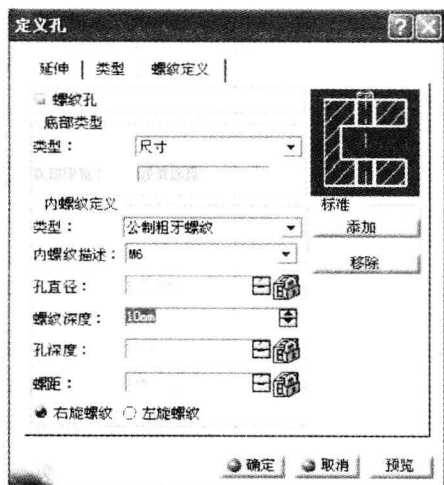 定义孔
延伸 类型 螺纹定义
螺纹孔
底部类型
类型： 尺寸
内螺纹定义 标准
类型： 公制粗牙螺纹 添加
内螺纹描述： M6 移除
孔直径：
螺纹深度： 10mm
孔深度：
螺距：
右旋螺纹 左旋螺纹
确定 取消 预览